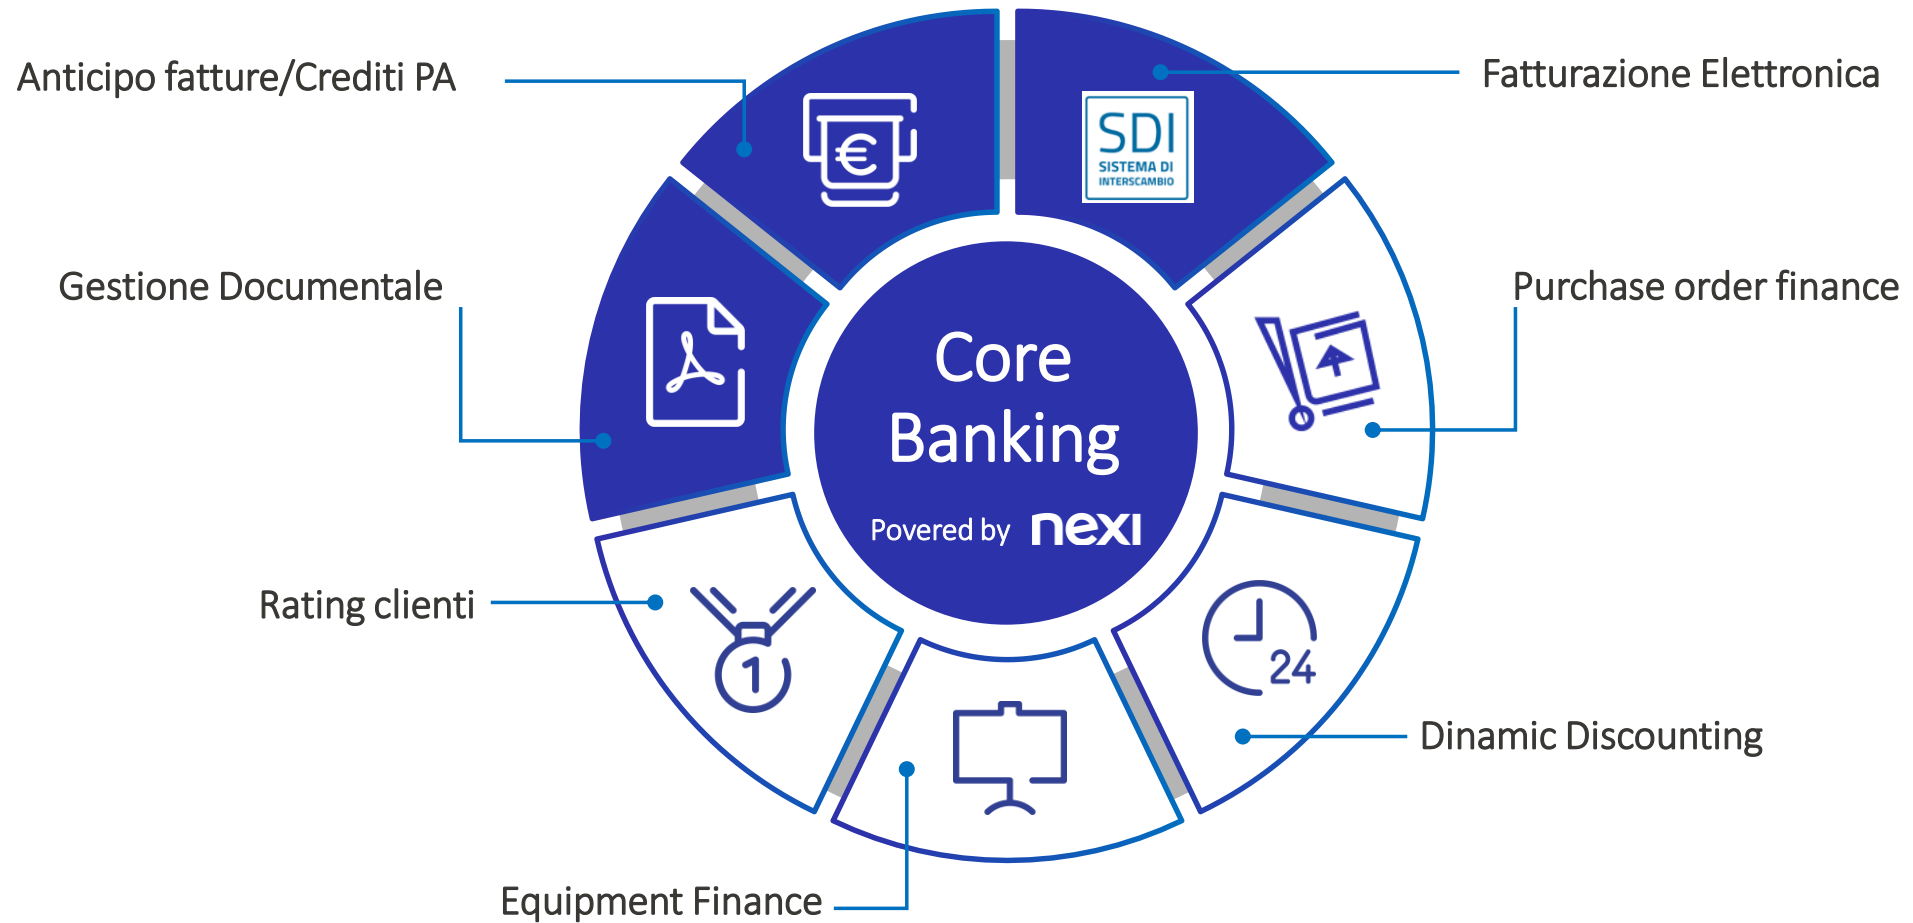 Anticipo fatture/Crediti PA
Fatturazione Elettronica
€
SDI
SISTEMA DI
INTERSCAMBIO
Gestione Documentale
Purchase order finance
Core
Banking
Povered by nexi
Rating clienti
1
24
Dinamic Discounting
Equipment Finance